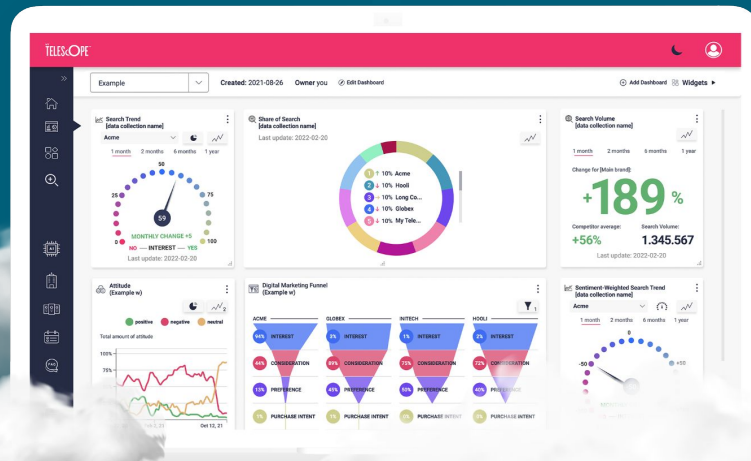 TELESCOPE
Example
Created: 2021-08-26 Owner you Edit Dashboard
Add Dashboard Widgets
Search Trend
[data collection name]
Acme
1 month 2 months 6 months 1 year
50
25
75
59
MONTHLY CHANGE +5
0
100
NO INTEREST YES
Last update: 2022-02-20
Share of Search
[data collection name]
Last update: 2022-02-20
1 ↑ 10% Acme
2 ↓ 10% Hooli
3 → 10% Long Co...
4 ↓ 10% Globex
5 ↓ 10% My Tele...
Search Volume
[data collection name]
1 month 2 months 6 months 1 year
Change for [Main brand]:
+189 %
Competitor average: Search Volume:
+56% 1.345.567
Last update: 2022-02-20
Attitude
(Example w)
2
positive negative neutral
Total amount of attitude
100%
75%
Oct 12, 21
Digital Marketing Funnel
(Example w)
1
ACME GLOBEX INITECH HOOLI
94% INTEREST 2% INTEREST 1% INTEREST 2% INTEREST
44% CONSIDERATION 89% CONSIDERATION 75% CONSIDERATION 72% CONSIDERATION
13% PREFERENCE 45% PREFERENCE 50% PREFERENCE 40% PREFERENCE
1% PURCHASE INTENT PURCHASE INTENT PURCHASE INTENT PURCHASE INTENT
Sentiment-Weighted Search Trend
[data collection name]
Acme
1 month 2 months 6 months 1 year
0
-50
+50
AI
FAQ